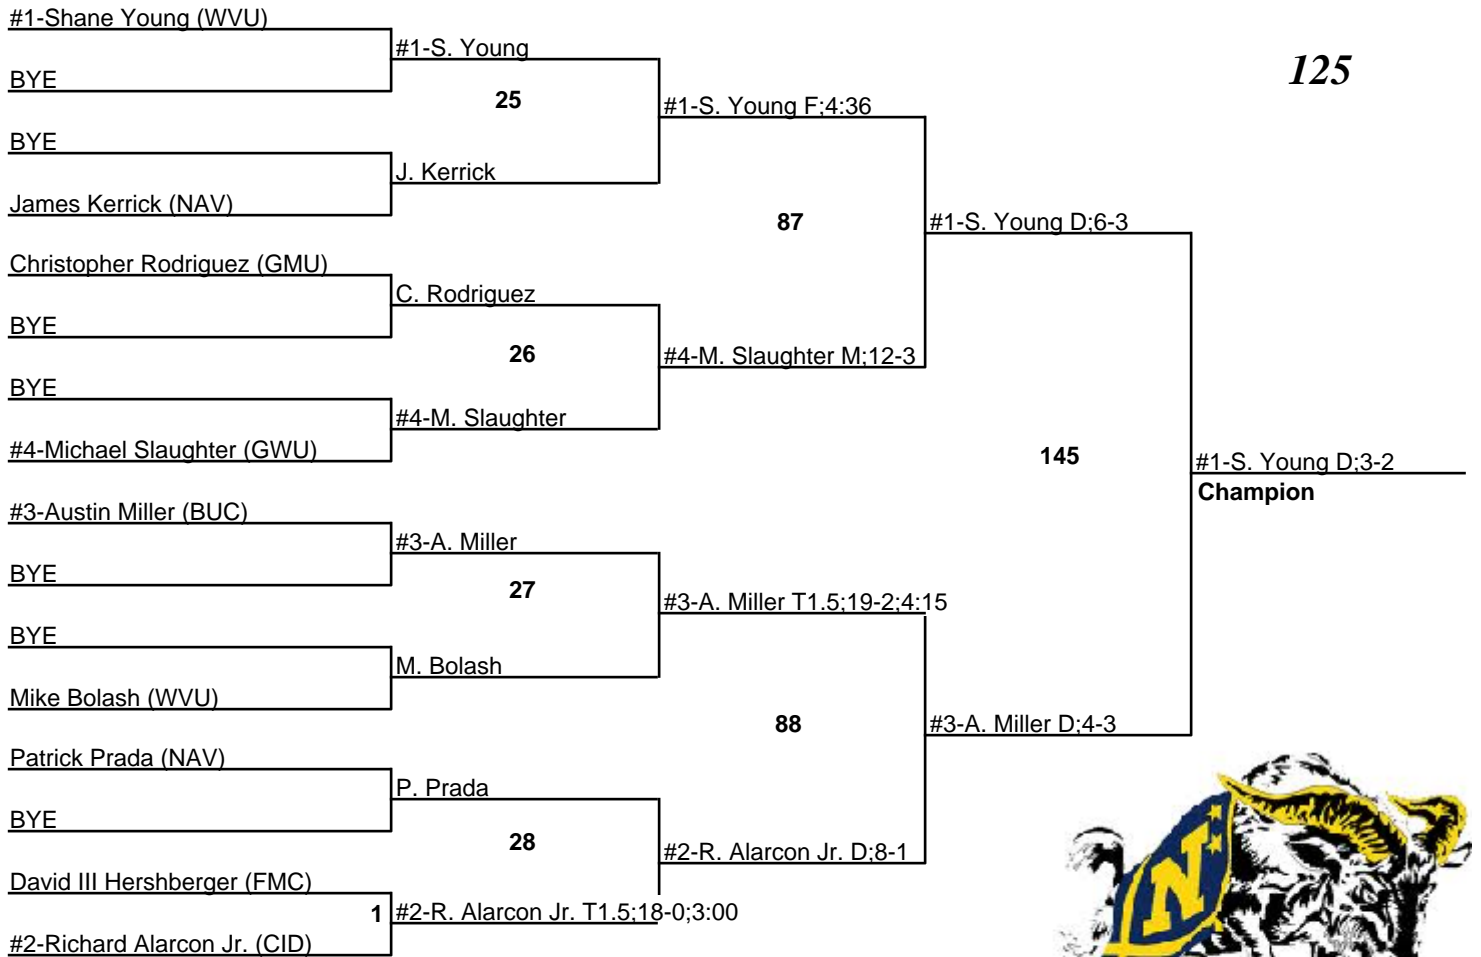 #1-Shane Young (WVU)
BYE
BYE
James Kerrick (NAV)
Christopher Rodriguez (GMU)
BYE
BYE
#4-Michael Slaughter (GWU)
#3-Austin Miller (BUC)
BYE
BYE
Mike Bolash (WVU)
Patrick Prada (NAV)
BYE
David III Hershberger (FMC)
#2-Richard Alarcon Jr. (CID)
#1-S. Young
25
J. Kerrick
C. Rodriguez
26
#4-M. Slaughter
#3-A. Miller
27
M. Bolash
P. Prada
28
1
#2-R. Alarcon Jr. T1.5;18-0;3:00
#1-S. Young F;4:36
87
#4-M. Slaughter M;12-3
#3-A. Miller T1.5;19-2;4:15
88
#2-R. Alarcon Jr. D;8-1
#1-S. Young D;6-3
145
#3-A. Miller D;4-3
125
#1-S. Young D;3-2
Champion
N